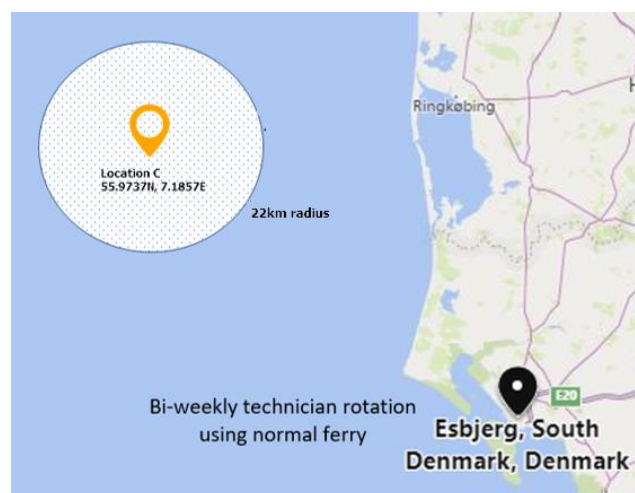 Ringkøbing
Location C
55.9737N, 7.1857E
22km radius
Bi-weekly technician rotation
using normal ferry
E20
Esbjerg, South
Denmark, Denmark